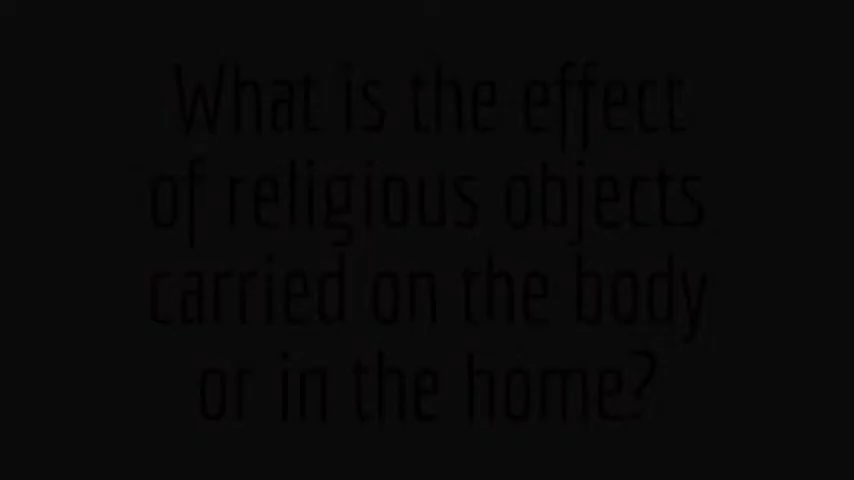 What is the effect
of religious objects
carried on the body
or in the home?